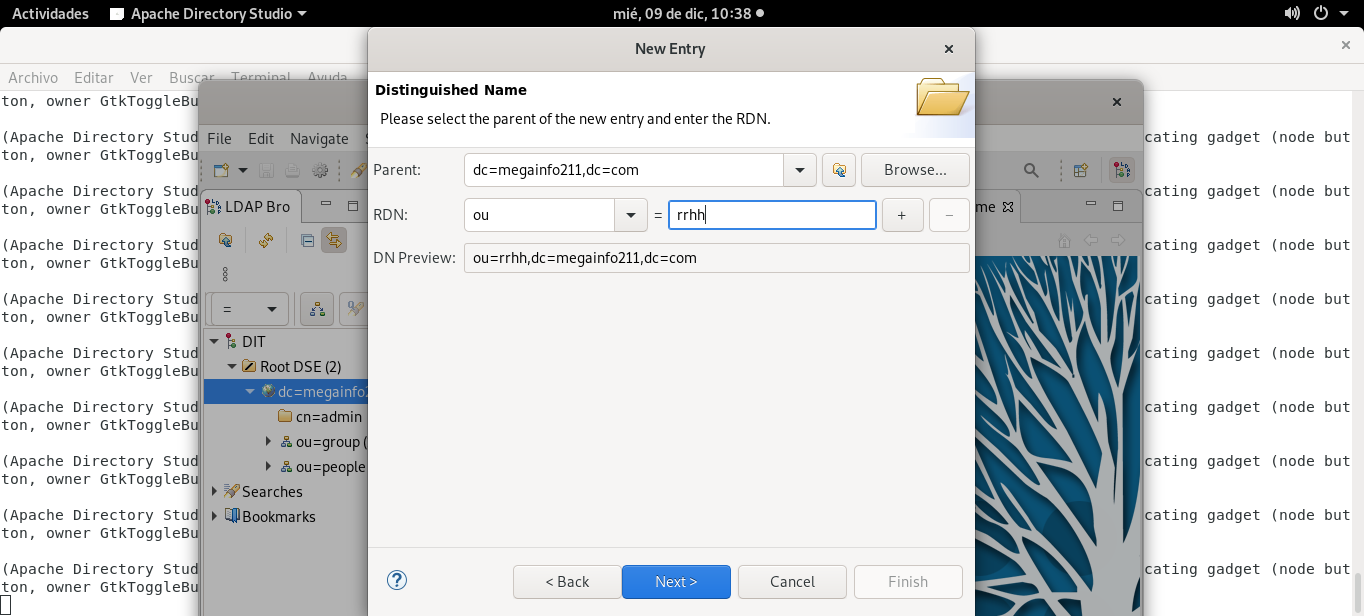 Actividades Apache Directory Studio mié, 09 de dic, 10:38
New Entry
Archivo Editar Ver Buscar Terminal Ayuda
Distinguished Name
Please select the parent of the new entry and enter the RDN.
Parent: dc=megainfo211,dc=com Browse...
RDN: ou = rrhh + −
DN Preview: ou=rrhh,dc=megainfo211,dc=com
< Back Next > Cancel Finish
File Edit Navigate
LDAP Bro
me
=
DIT
Root DSE (2)
dc=megainfo2
cn=admin
ou=group (
ou=people
Searches
Bookmarks
ton, owner GtkToggleBu
(Apache Directory Stud cating gadget (node but
ton, owner GtkToggleBu
(Apache Directory Stud cating gadget (node but
ton, owner GtkToggleBu
(Apache Directory Stud cating gadget (node but
ton, owner GtkToggleBu
(Apache Directory Stud cating gadget (node but
ton, owner GtkToggleBu
(Apache Directory Stud cating gadget (node but
ton, owner GtkToggleBu
(Apache Directory Stud cating gadget (node but
ton, owner GtkToggleBu
(Apache Directory Stud cating gadget (node but
ton, owner GtkToggleBu
(Apache Directory Stud cating gadget (node but
ton, owner GtkToggleBu
(Apache Directory Stud cating gadget (node but
ton, owner GtkToggleBu